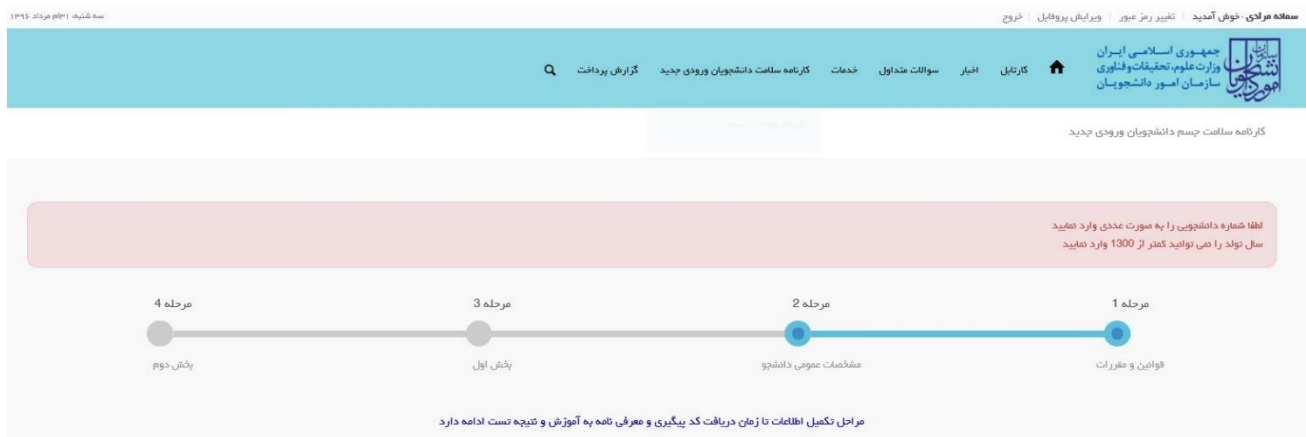 سمانه مرادی ،خوش آمدید | تغییر رمز عبور | ویرایش پروفایل | خروج
سه شنبه، ۳۱ام مرداد ۱۳۹۶
سازمان
امور دانشجویان
جمهوری اسلامی ایران
وزارت علوم، تحقیقات و فناوری
سازمان امور دانشجویان
کارتابل اخبار سوالات متداول خدمات کارنامه سلامت دانشجویان ورودی جدید گزارش پرداخت
کارنامه سلامت جسم دانشجویان ورودی جدید
لطفا شماره دانشجویی را به صورت عددی وارد نمایید
سال تولد را نمی توانید کمتر از 1300 وارد نمایید
مرحله 1 مرحله 2 مرحله 3 مرحله 4
قوانین و مقررات مشخصات عمومی دانشجو بخش اول بخش دوم
مراحل تکمیل اطلاعات تا زمان دریافت کد پیگیری و معرفی نامه به آموزش و نتیجه تست ادامه دارد